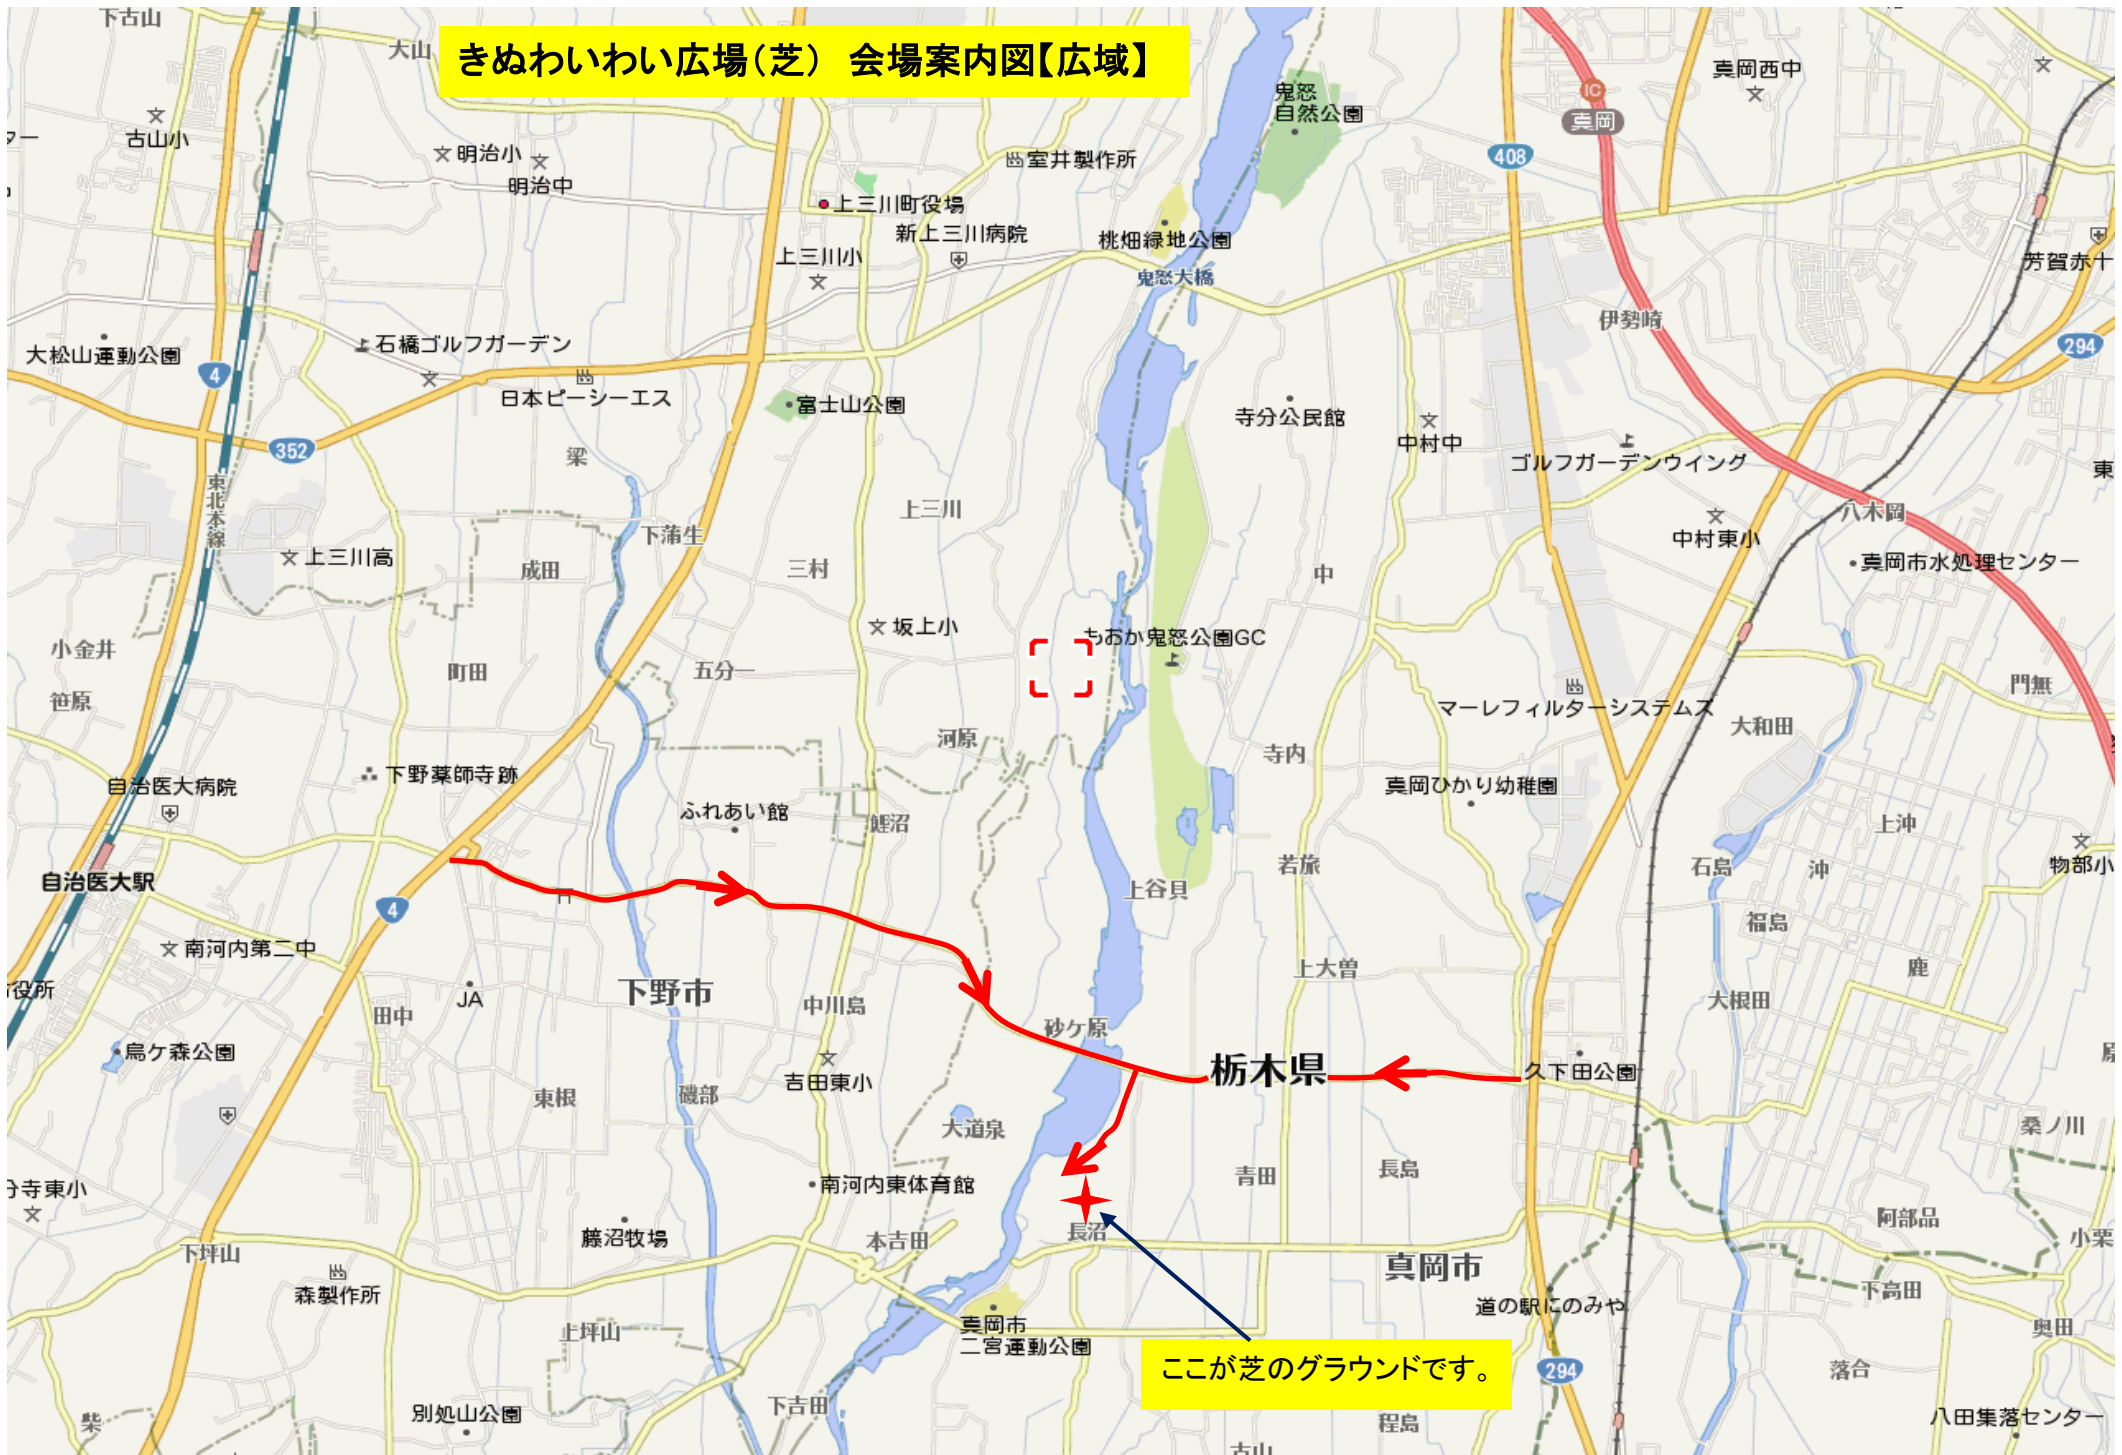 下古山
大山
きぬわいわい広場(芝) 会場案内図【広域】
真岡西中
鬼怒
自然公園
IC
真岡
古山小
明治小
明治中
室井製作所
408
上三川町役場
新上三川病院
上三川小
桃畑緑地公園
鬼怒大橋
芳賀赤十
伊勢崎
大松山運動公園
石橋ゴルフガーデン
4
294
日本ピーシーエス
富士山公園
寺分公民館
中村中
ゴルフガーデンウイング
352
梁
東
東北本線
上三川
下蒲生
八木岡
中村東小
上三川高
成田
三村
中
真岡市水処理センター
坂上小
もおか鬼怒公園GC
小金井
町田
五分一
笹原
門無
マーレフィルターシステムズ
大和田
河原
寺内
下野薬師寺跡
自治医大病院
真岡ひかり幼稚園
ふれあい館
鯉沼
上沖
若旅
石島
沖
物部小
自治医大駅
上谷貝
4
福島
南河内第二中
上大曽
鹿
市役所
下野市
JA
中川島
大根田
田中
砂ケ原
烏ケ森公園
栃木県
久下田公園
原
吉田東小
東根
磯部
大道泉
桑ノ川
青田
長島
分寺東小
南河内東体育館
阿部品
藤沼牧場
本吉田
長沼
小栗
下坪山
真岡市
森製作所
下高田
道の駅にのみや
上坪山
真岡市
二宮運動公園
奥田
ここが芝のグラウンドです。
294
落合
下吉田
別処山公園
柴
程島
八田集落センター
古山